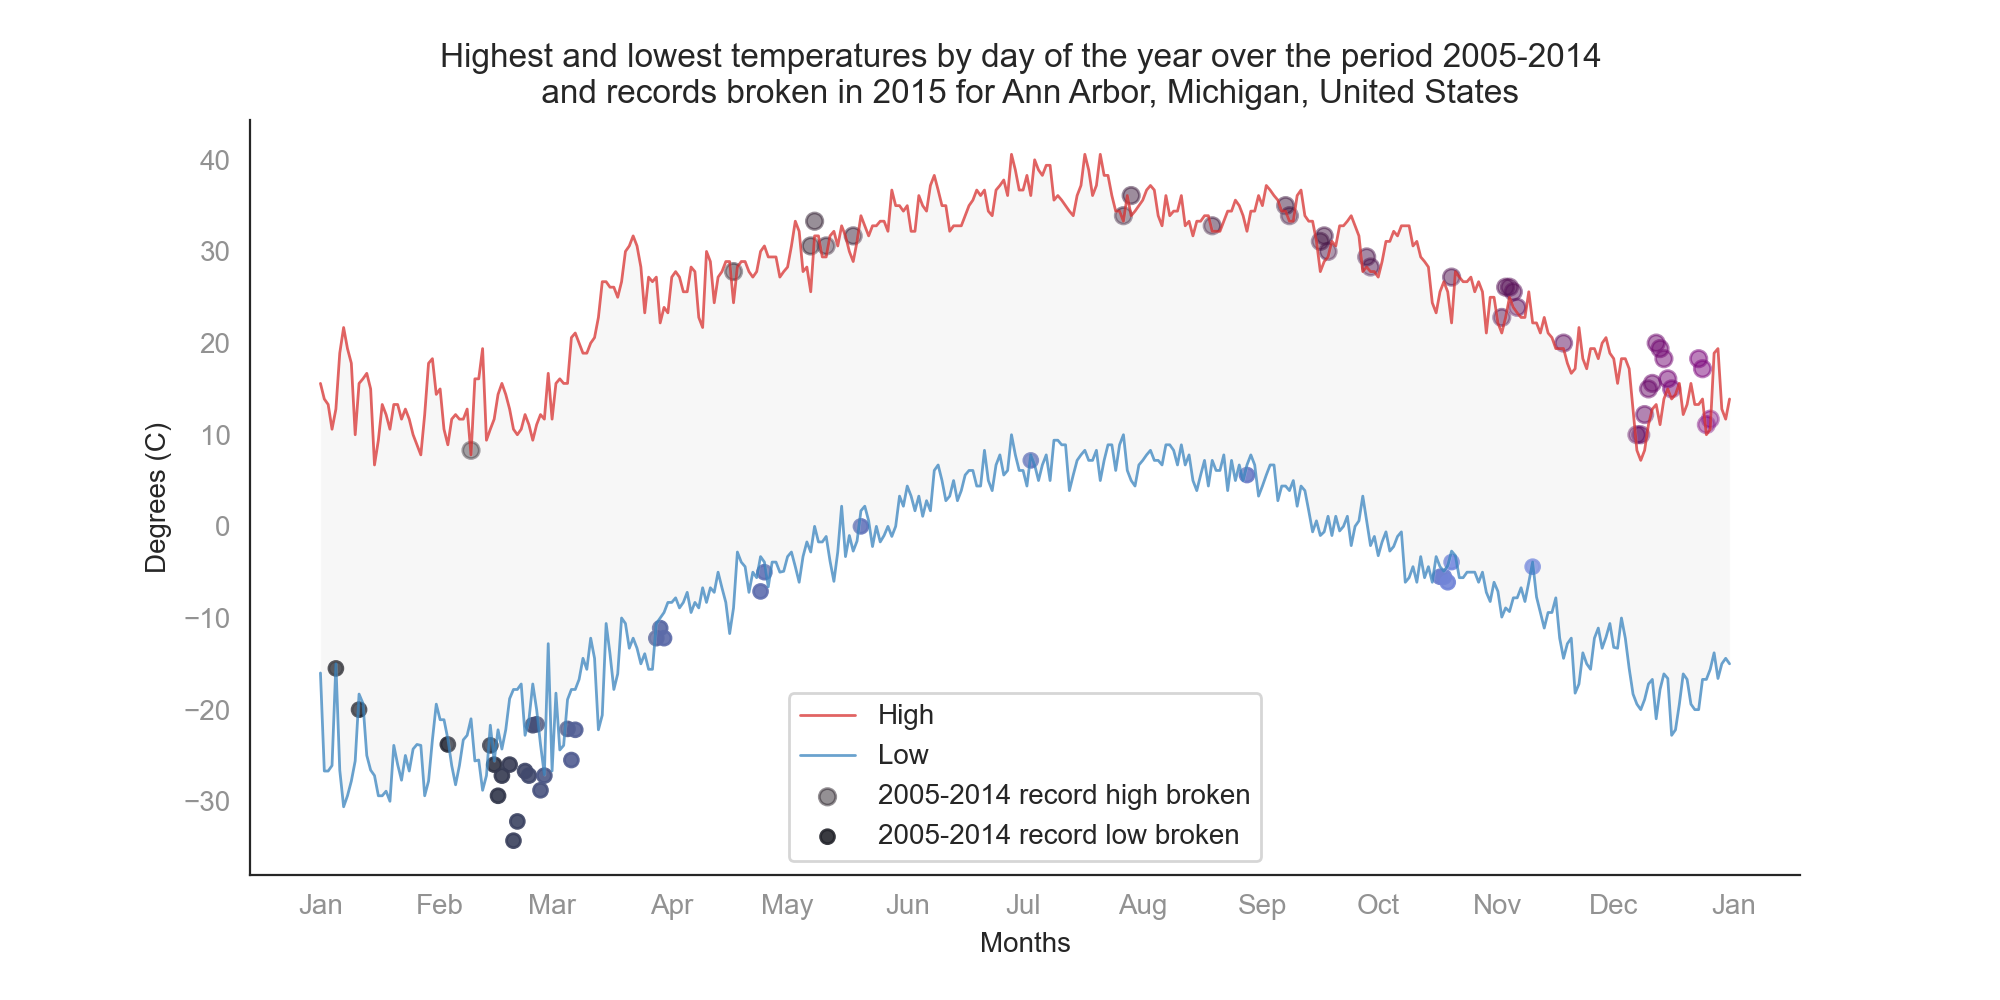 Highest and lowest temperatures by day of the year over the period 2005-2014
and records broken in 2015 for Ann Arbor, Michigan, United States
40
30
20
10
0
−10
−20
−30
Degrees (C)
High
Low
2005-2014 record high broken
2005-2014 record low broken
Jan Feb Mar Apr May Jun Jul Aug Sep Oct Nov Dec Jan
Months